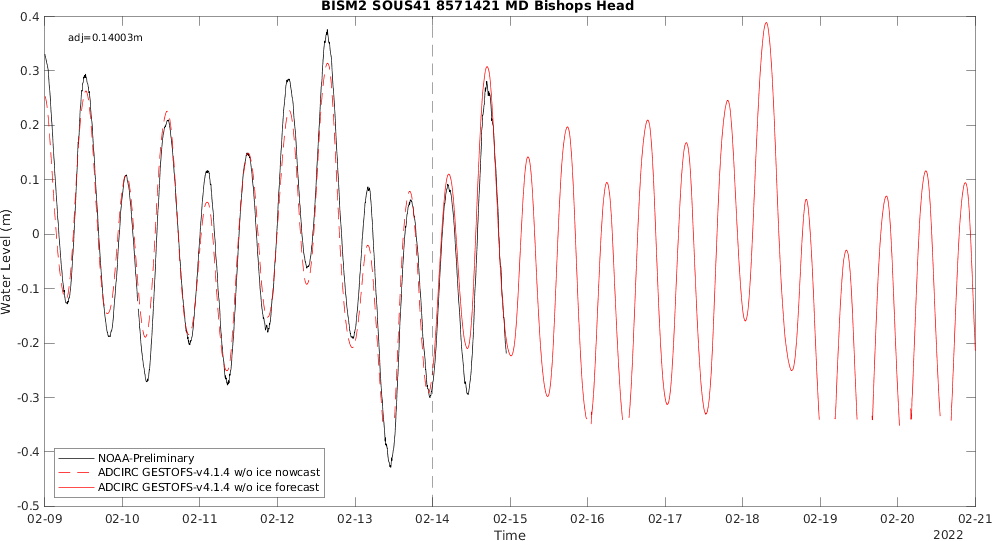 BISM2 SOUS41 8571421 MD Bishops Head
adj=0.14003m
0.4
0.3
0.2
0.1
0
-0.1
-0.2
-0.3
-0.4
-0.5
Water Level (m)
NOAA-Preliminary
ADCIRC GESTOFS-v4.1.4 w/o ice nowcast
ADCIRC GESTOFS-v4.1.4 w/o ice forecast
02-09 02-10 02-11 02-12 02-13 02-14 02-15 02-16 02-17 02-18 02-19 02-20 02-21
Time
2022